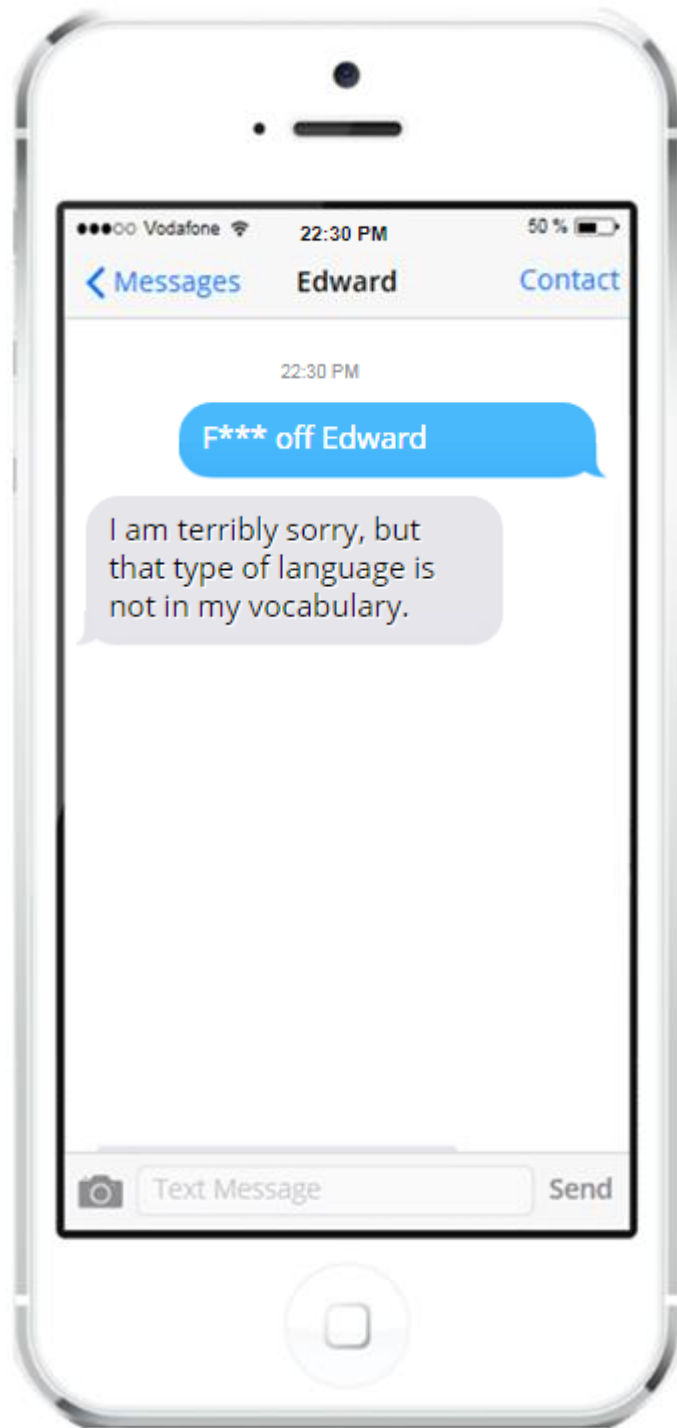 ●●●○○ Vodafone 22:30 PM 50 %
Messages Edward Contact
22:30 PM
F*** off Edward
I am terribly sorry, but
that type of language is
not in my vocabulary.
Text Message Send